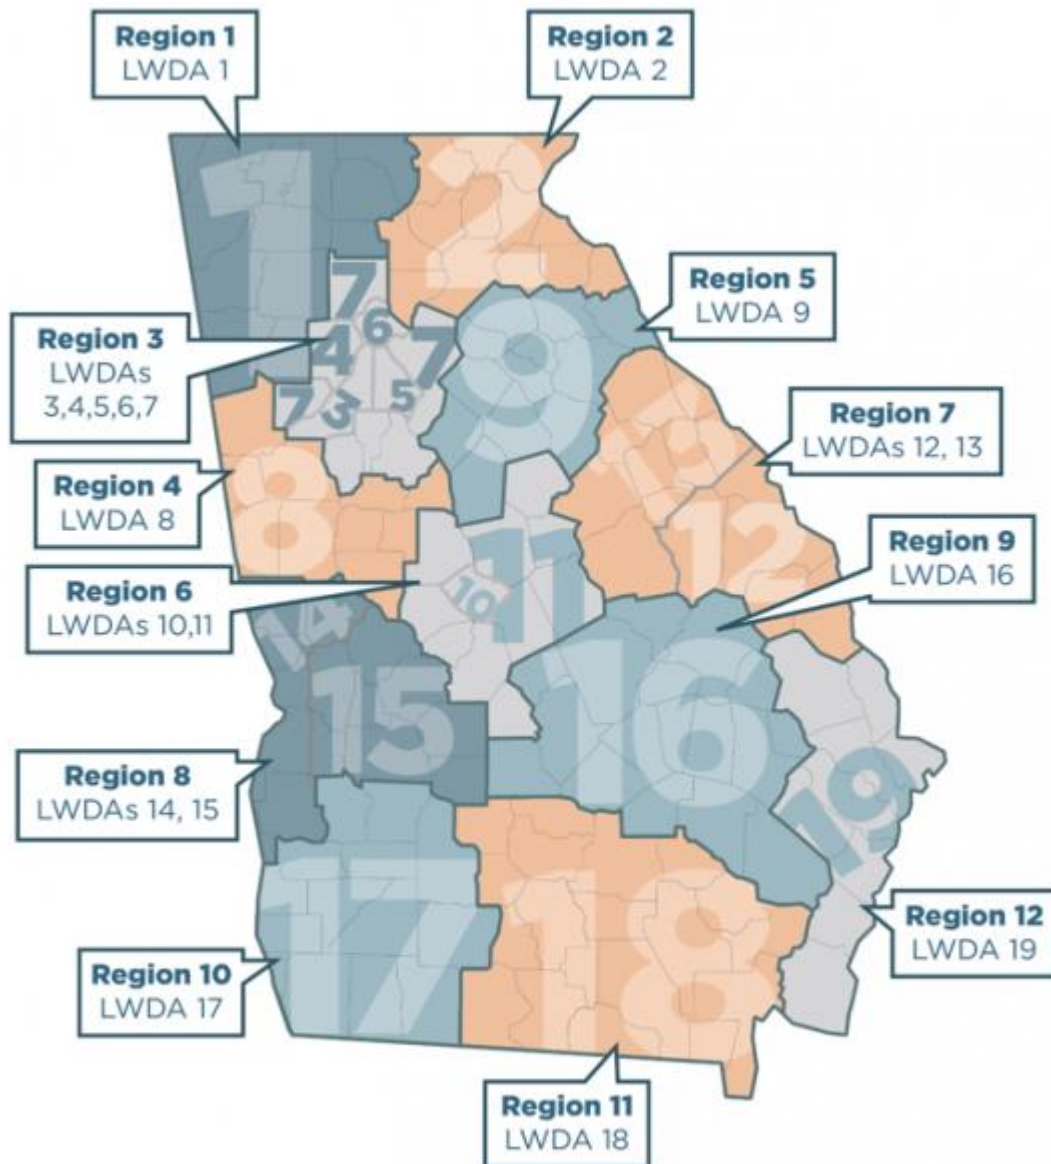 Region 1
LWDA 1
Region 2
LWDA 2
1
2
Region 5
LWDA 9
7
6
Region 3
LWDAs
3,4,5,6,7
4
7
9
7
3
5
13
Region 7
LWDAs 12, 13
Region 4
LWDA 8
8
12
Region 9
LWDA 16
11
10
Region 6
LWDAs 10,11
14
15
16
Region 8
LWDAs 14, 15
19
17
18
Region 12
LWDA 19
Region 10
LWDA 17
Region 11
LWDA 18